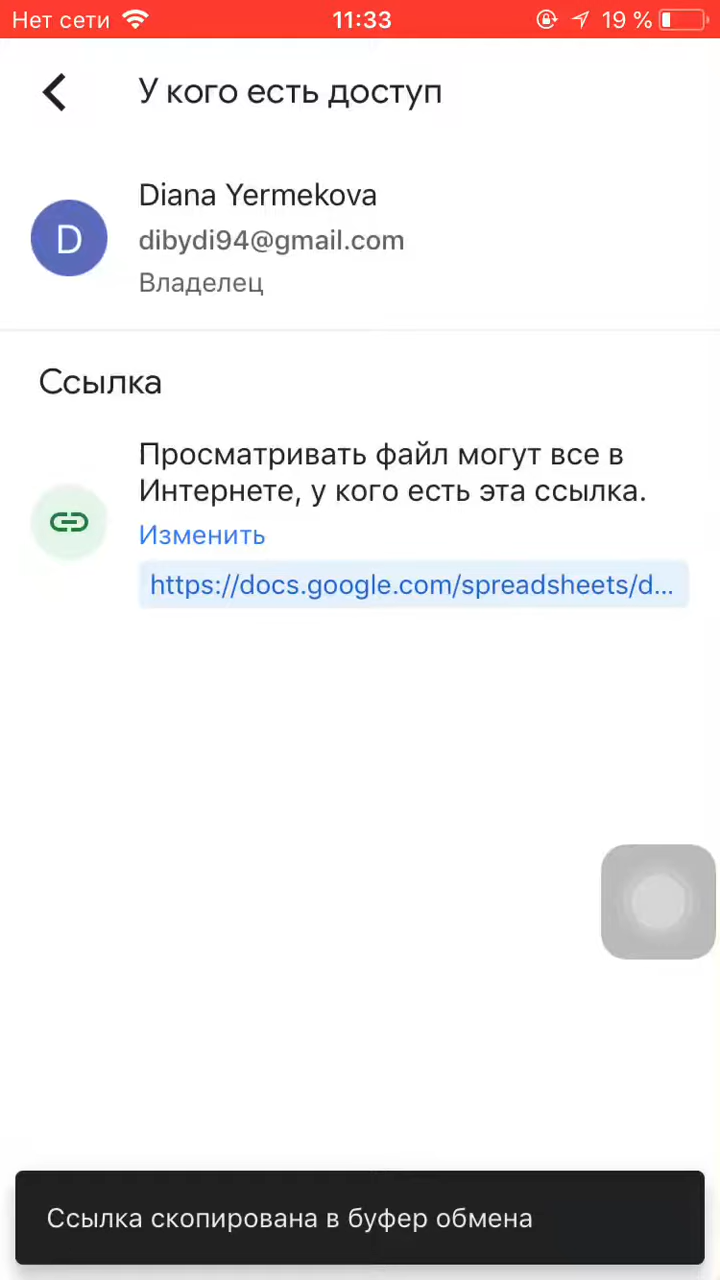 Нет сети 11:33 19 %
У кого есть доступ
D
Diana Yermekova
dibydi94@gmail.com
Владелец
Ссылка
Просматривать файл могут все в
Интернете, у кого есть эта ссылка.
Изменить
https://docs.google.com/spreadsheets/d...
Ссылка скопирована в буфер обмена